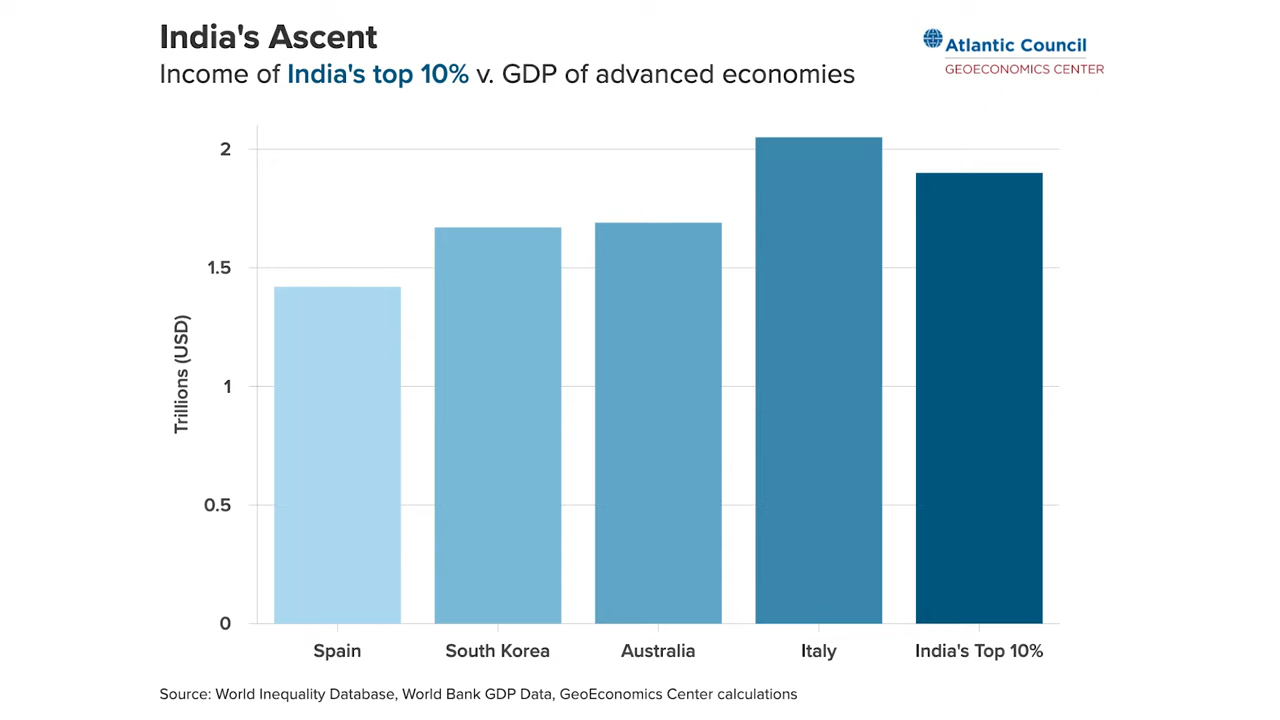 India's Ascent
Income of India's top 10% v. GDP of advanced economies
Atlantic Council
GEOECONOMICS CENTER
2
1.5
1
0.5
0
Trillions (USD)
Spain
South Korea
Australia
Italy
India's Top 10%
Source: World Inequality Database, World Bank GDP Data, GeoEconomics Center calculations